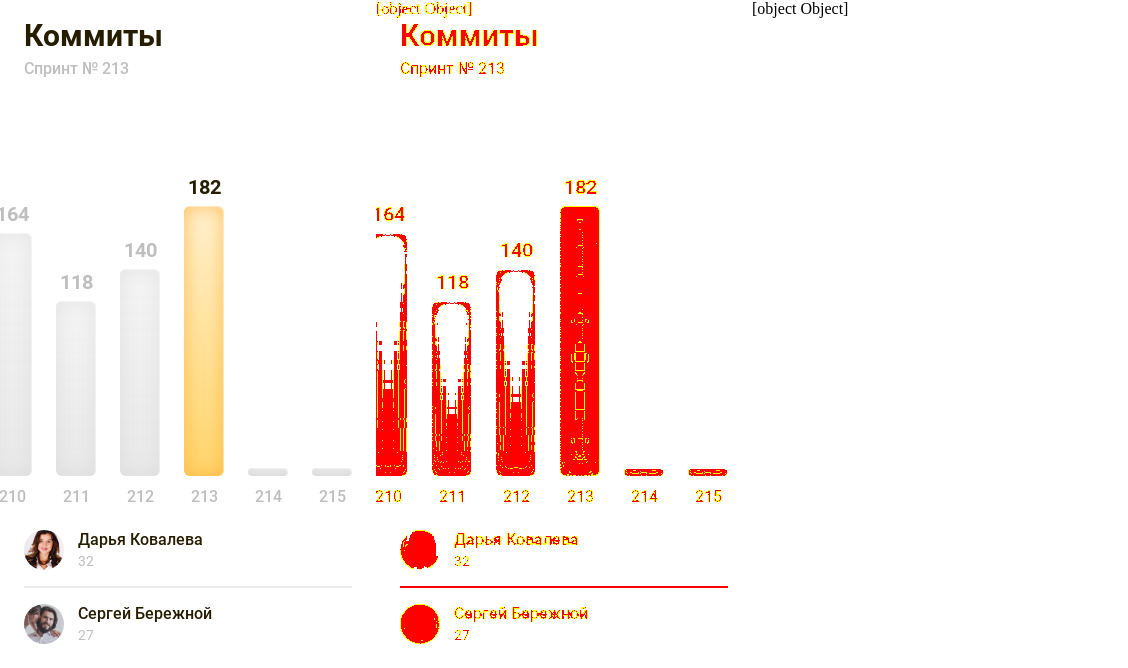 Коммиты
Спринт № 213
182
164
140
118
210 211 212 213 214 215
Дарья Ковалева
32
Сергей Бережной
27
[object Object]
Коммиты
Спринт № 213
182
164
140
118
210 211 212 213 214 215
Дарья Ковалева
32
Сергей Бережной
27
[object Object]